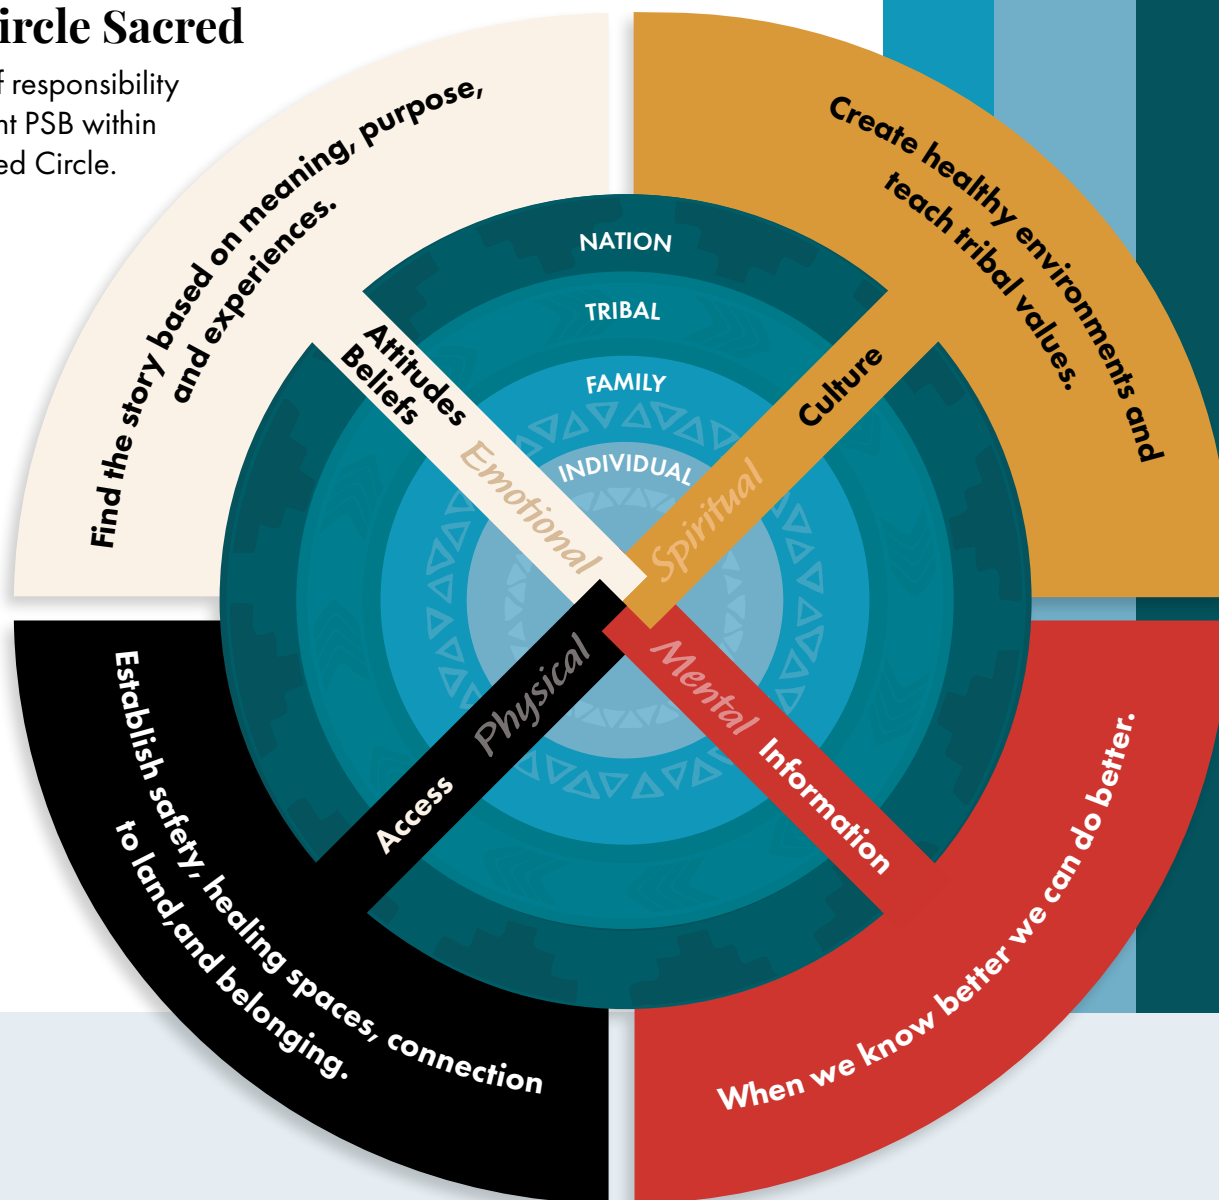 ircle Sacred
f responsibility
nt PSB within
ed Circle.
Find the story based on meaning, purpose,
and experiences.
Create healthy environments and
teach tribal values.
NATION
TRIBAL
FAMILY
INDIVIDUAL
Attitudes
Beliefs
Emotional
Culture
Spiritual
Physical
Access
Mental
Information
Establish safety, healing spaces, connection
to land,and belonging.
When we know better we can do better.